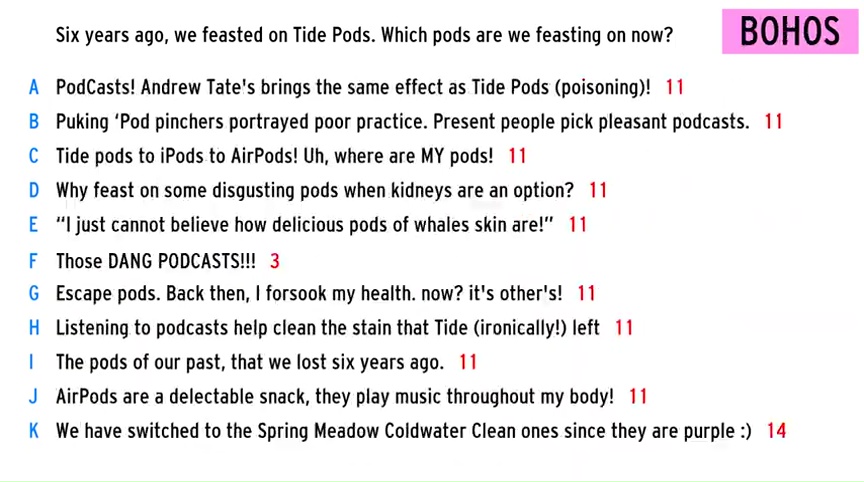 Six years ago, we feasted on Tide Pods. Which pods are we feasting on now?
BOHOS
A PodCasts! Andrew Tate's brings the same effect as Tide Pods (poisoning)! 11
B Puking ‘Pod pinchers portrayed poor practice. Present people pick pleasant podcasts. 11
C Tide pods to iPods to AirPods! Uh, where are MY pods! 11
D Why feast on some disgusting pods when kidneys are an option? 11
E “I just cannot believe how delicious pods of whales skin are!” 11
F Those DANG PODCASTS!!! 3
G Escape pods. Back then, I forsook my health. now? it's other's! 11
H Listening to podcasts help clean the stain that Tide (ironically!) left 11
I The pods of our past, that we lost six years ago. 11
J AirPods are a delectable snack, they play music throughout my body! 11
K We have switched to the Spring Meadow Coldwater Clean ones since they are purple :) 14